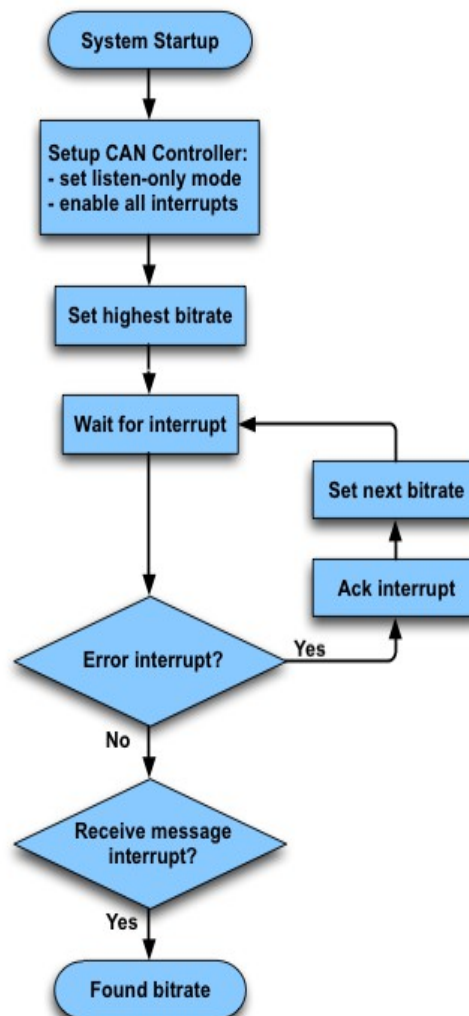 System Startup
Setup CAN Controller:
- set listen-only mode
- enable all interrupts
Set highest bitrate
Wait for interrupt
Set next bitrate
Ack interrupt
Error interrupt?
Yes
No
Receive message
interrupt?
Yes
Found bitrate